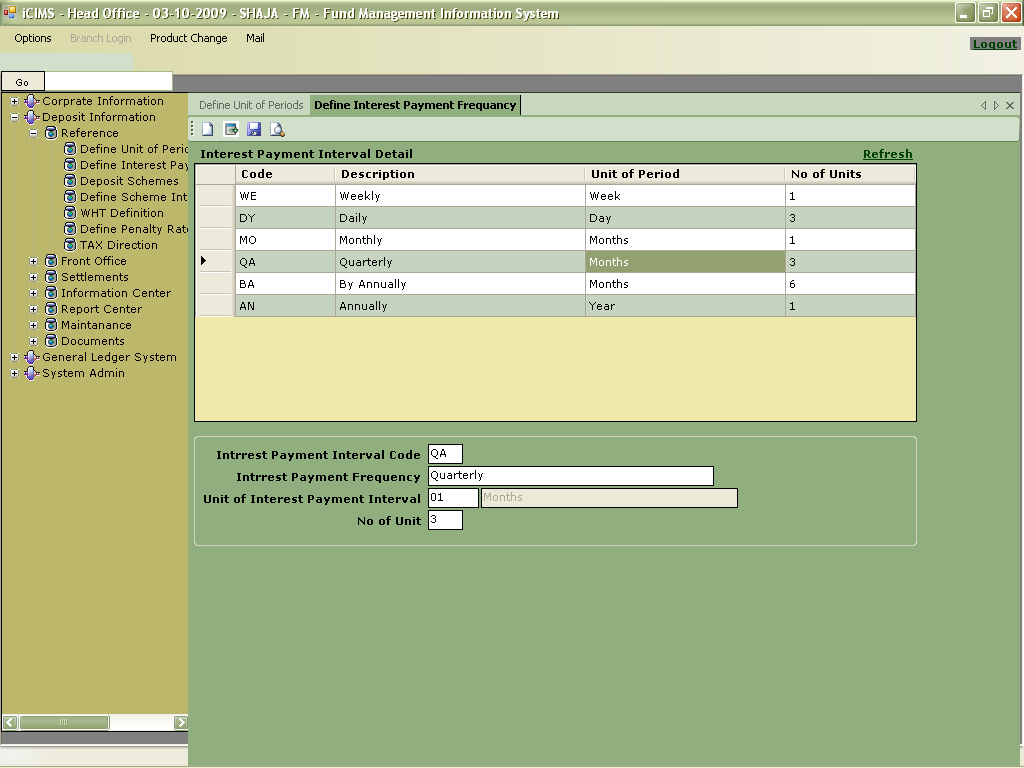 iCIMS - Head Office - 03-10-2009 - SHAJA - FM - Fund Management Information System
Options Branch Login Product Change Mail
Logout
Go
Corprate Information
Deposit Information
Reference
Define Unit of Peric
Define Interest Pay
Deposit Schemes
Define Scheme Int
WHT Definition
Define Penalty Rate
TAX Direction
Front Office
Settlements
Information Center
Report Center
Maintanance
Documents
General Ledger System
System Admin
Define Unit of Periods Define Interest Payment Frequancy
Interest Payment Interval Detail Refresh
Code Description Unit of Period No of Units
WE Weekly Week 1
DY Daily Day 3
MO Monthly Months 1
QA Quarterly Months 3
BA By Annually Months 6
AN Annually Year 1
Intrrest Payment Interval Code QA
Intrrest Payment Frequency Quarterly
Unit of Interest Payment Interval 01 Months
No of Unit 3